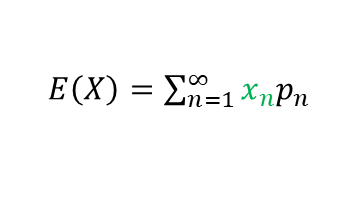 E(X) = ∑_{n=1}^{∞} x_n p_n